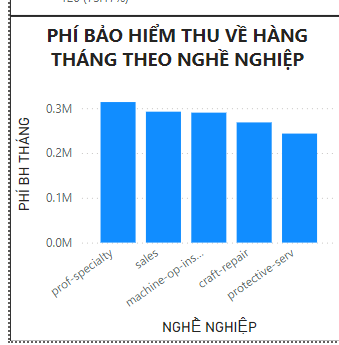 PHÍ BẢO HIỂM THU VỀ HÀNG
THÁNG THEO NGHỀ NGHIỆP
PHÍ BH THÁNG
0.3M
0.2M
0.1M
0.0M
prof-specialty
sales
machine-op-ins...
craft-repair
protective-serv
NGHỀ NGHIỆP